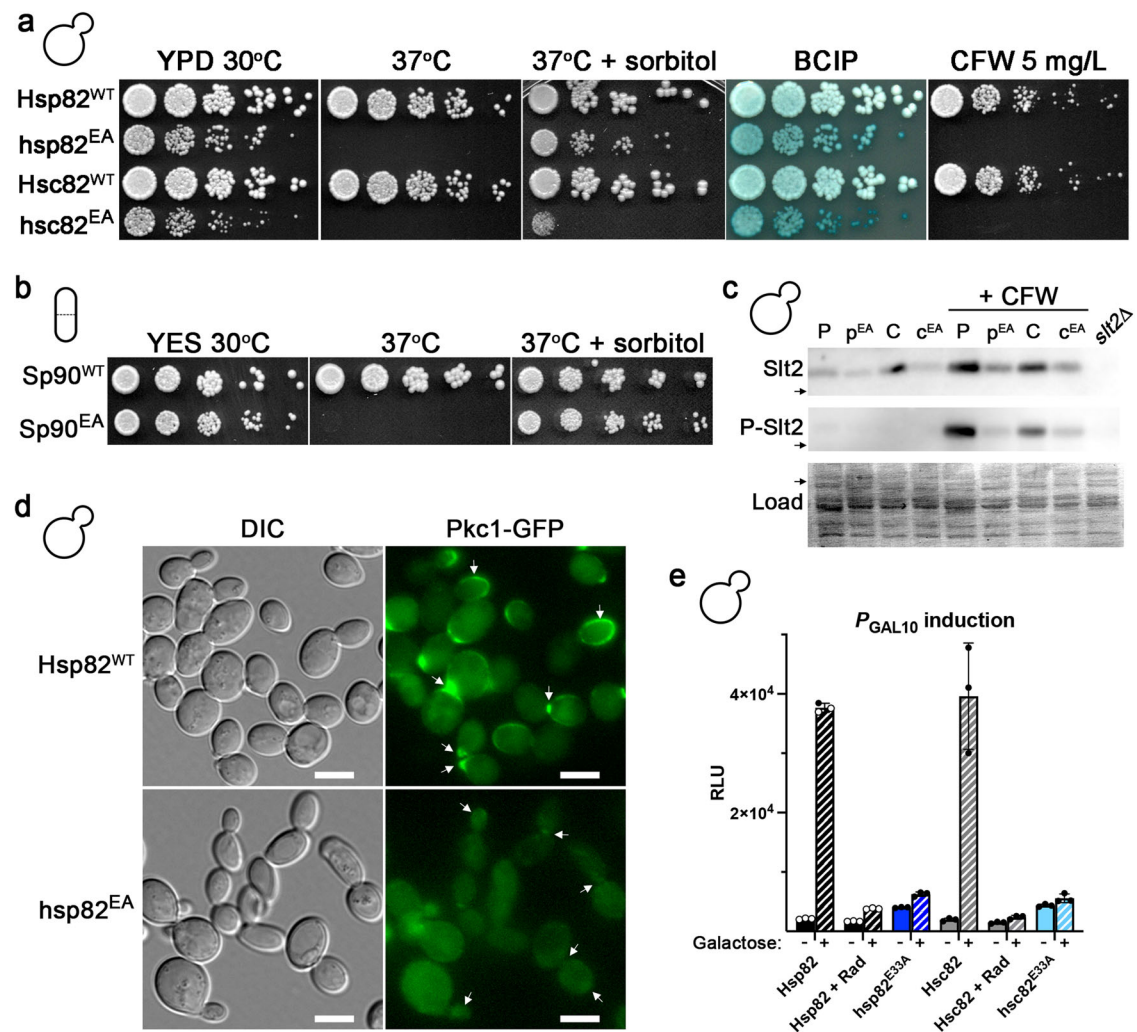 a
YPD 30°C 37°C 37°C + sorbitol BCIP CFW 5 mg/L
Hsp82WT
hsp82EA
Hsc82WT
hsc82EA
b
YES 30°C 37°C 37°C + sorbitol
Sp90WT
Sp90EA
c
+ CFW
P pEA C cEA P pEA C cEA slt2Δ
Slt2
P-Slt2
Load
d
DIC Pkc1-GFP
Hsp82WT
hsp82EA
e
PGAL10 induction
RLU
4×10⁴
2×10⁴
Galactose: - + - + - + - + - + - +
Hsp82
Hsp82 + Rad
hsp82E33A
Hsc82
Hsc82 + Rad
hsc82E33A